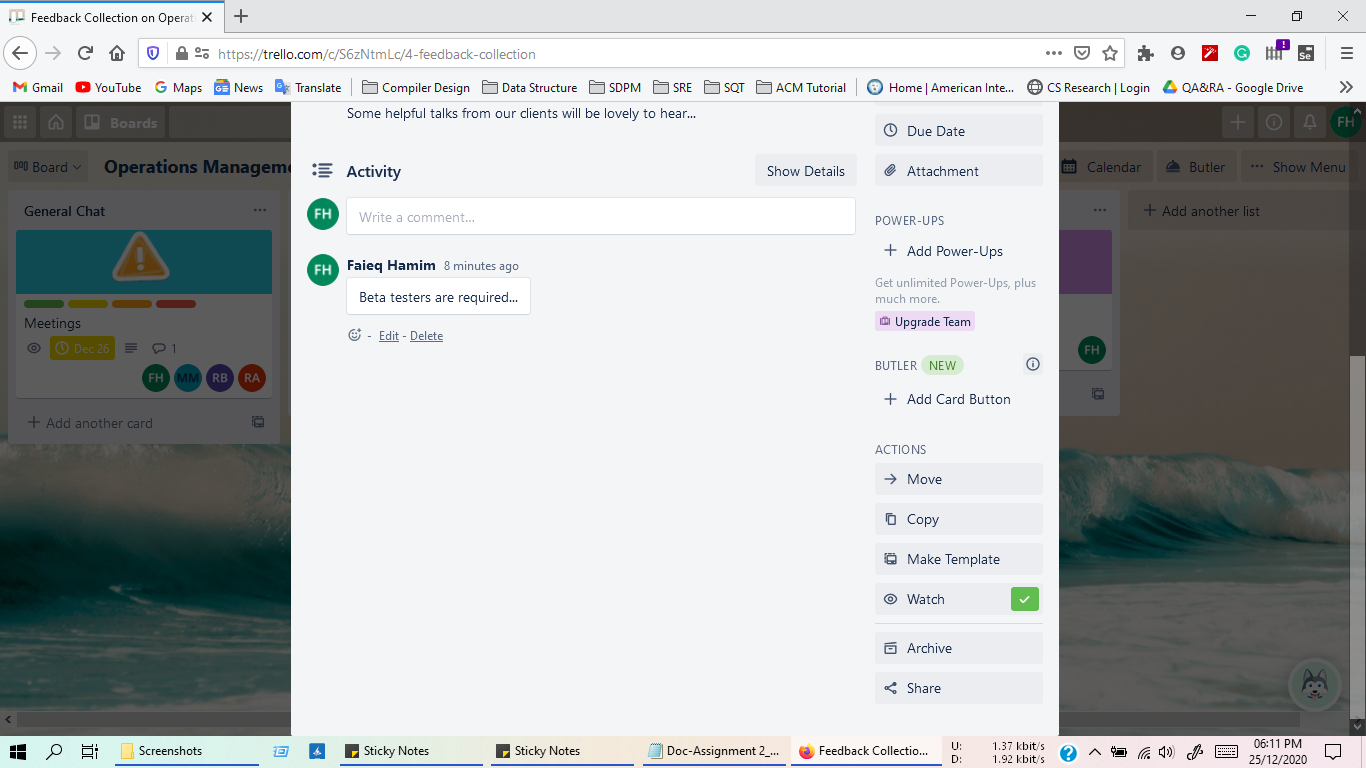 Feedback Collection on Operat
https://trello.com/c/S6zNtmLc/4-feedback-collection
Gmail
YouTube
Maps
News
Translate
Compiler Design
Data Structure
SDPM
SRE
SQT
ACM Tutorial
Home | American Inte...
CS Research | Login
QA&RA - Google Drive
Boards
FH
Board
Operations Manageme
Calendar
Butler
Show Menu
General Chat
Meetings
Dec 26
1
FH
MM
RB
RA
Add another card
Some helpful talks from our clients will be lovely to hear...
Activity
Show Details
FH
Write a comment...
FH
Faieq Hamim 8 minutes ago
Beta testers are required...
- Edit - Delete
Due Date
Attachment
POWER-UPS
Add Power-Ups
Get unlimited Power-Ups, plus
much more.
Upgrade Team
BUTLER NEW
Add Card Button
ACTIONS
Move
Copy
Make Template
Watch
Archive
Share
Add another list
FH
Screenshots
Sticky Notes
Sticky Notes
Doc-Assignment 2_...
Feedback Collectio...
U: 1.37 kbit/s
D: 1.92 kbit/s
06:11 PM
25/12/2020